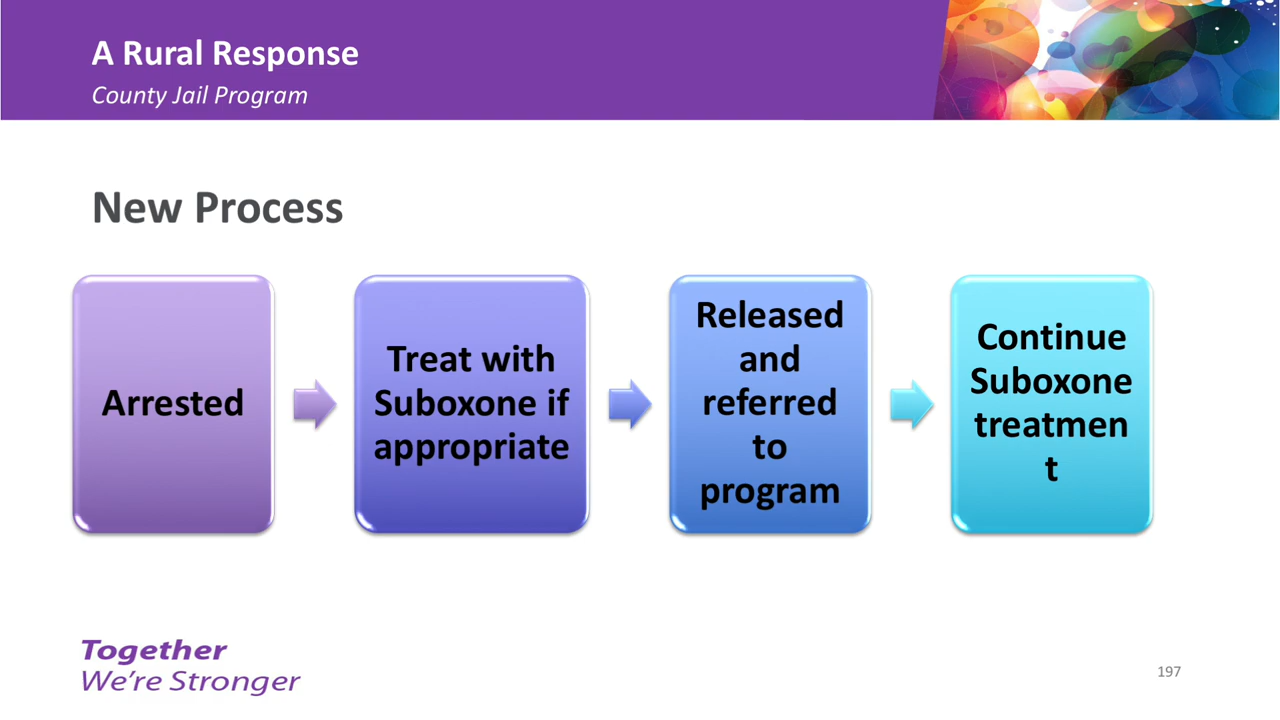 A Rural Response
County Jail Program
New Process
Arrested
Treat with
Suboxone if
appropriate
Released
and
referred
to
program
Continue
Suboxone
treatmen
t
Together
We're Stronger
197